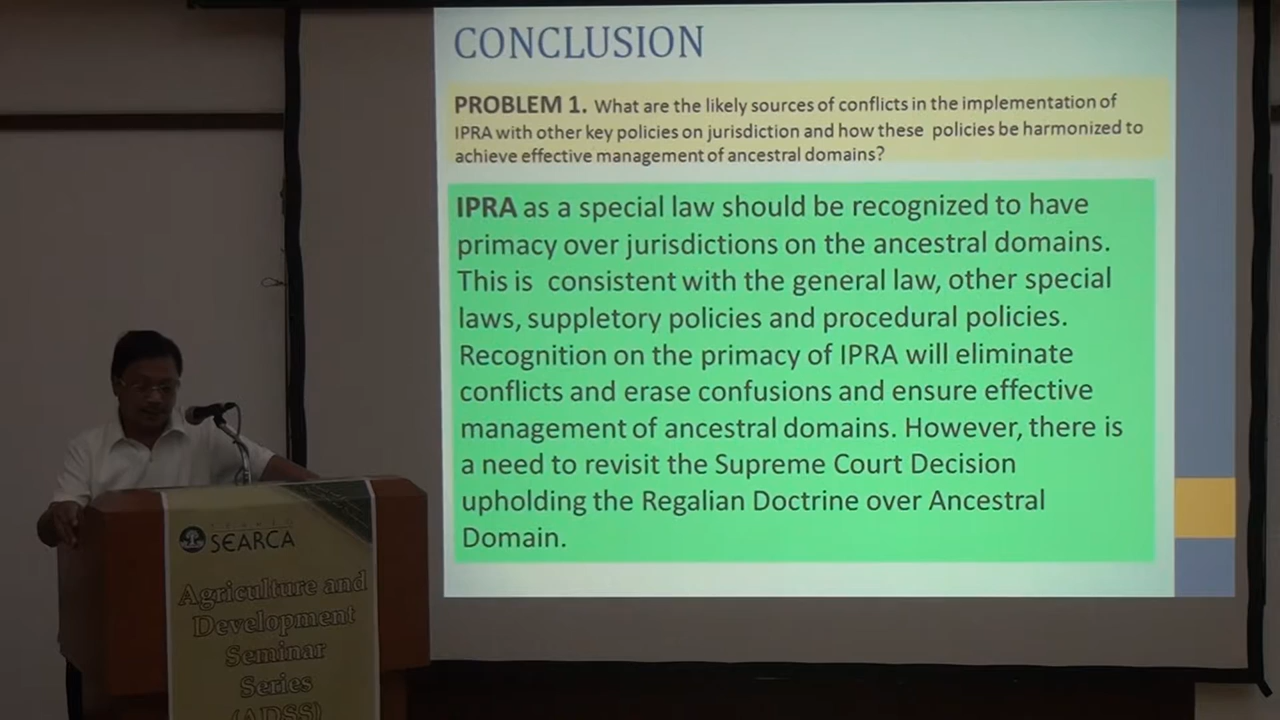 CONCLUSION
PROBLEM 1. What are the likely sources of conflicts in the implementation of
IPRA with other key policies on jurisdiction and how these policies be harmonized to
achieve effective management of ancestral domains?
IPRA as a special law should be recognized to have
primacy over jurisdictions on the ancestral domains.
This is consistent with the general law, other special
laws, suppletory policies and procedural policies.
Recognition on the primacy of IPRA will eliminate
conflicts and erase confusions and ensure effective
management of ancestral domains. However, there is
a need to revisit the Supreme Court Decision
upholding the Regalian Doctrine over Ancestral
Domain.
SEARCA
Agriculture and
Development
Seminar
Series
(ADSS)